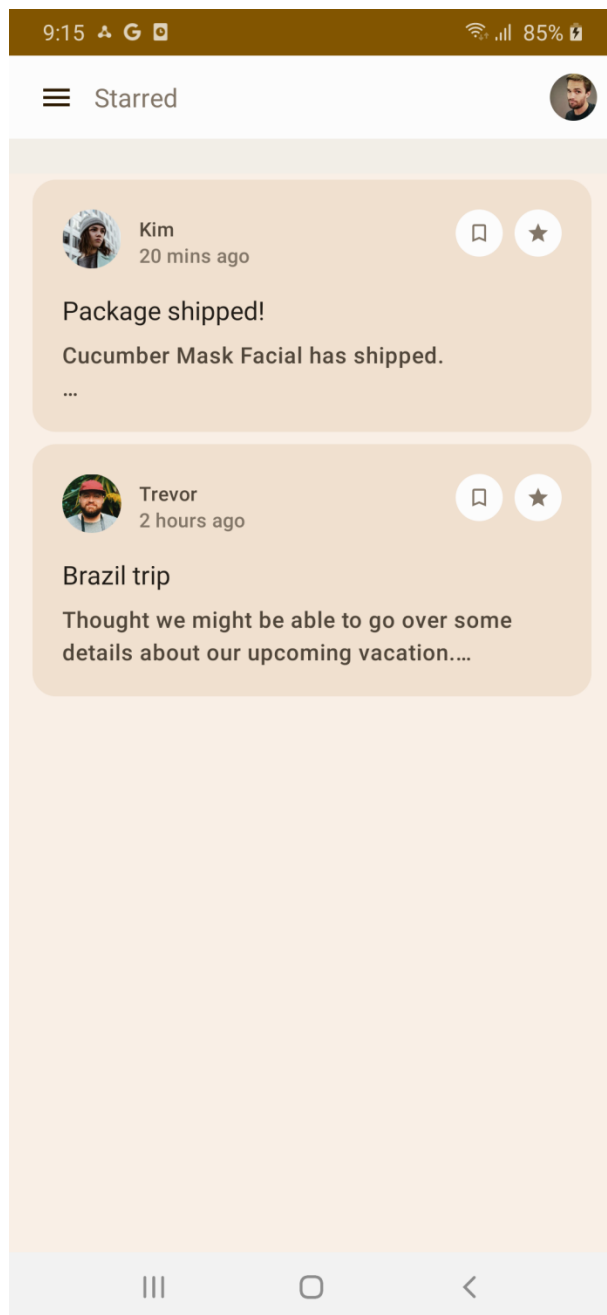 9:15 G 85%
Starred
Kim
20 mins ago
Package shipped!
Cucumber Mask Facial has shipped.
…
Trevor
2 hours ago
Brazil trip
Thought we might be able to go over some
details about our upcoming vacation.…